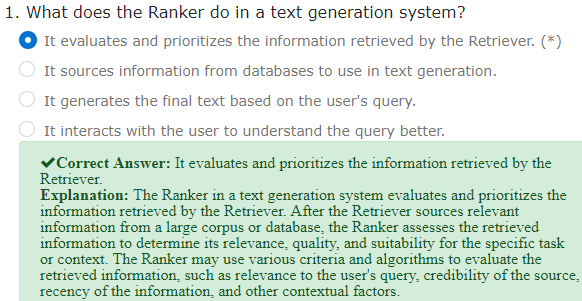 1. What does the Ranker do in a text generation system?
It evaluates and prioritizes the information retrieved by the Retriever. (*)
It sources information from databases to use in text generation.
It generates the final text based on the user's query.
It interacts with the user to understand the query better.
✔Correct Answer: It evaluates and prioritizes the information retrieved by the
Retriever.
Explanation: The Ranker in a text generation system evaluates and prioritizes the
information retrieved by the Retriever. After the Retriever sources relevant
information from a large corpus or database, the Ranker assesses the retrieved
information to determine its relevance, quality, and suitability for the specific task
or context. The Ranker may use various criteria and algorithms to evaluate the
retrieved information, such as relevance to the user's query, credibility of the source,
recency of the information, and other contextual factors.